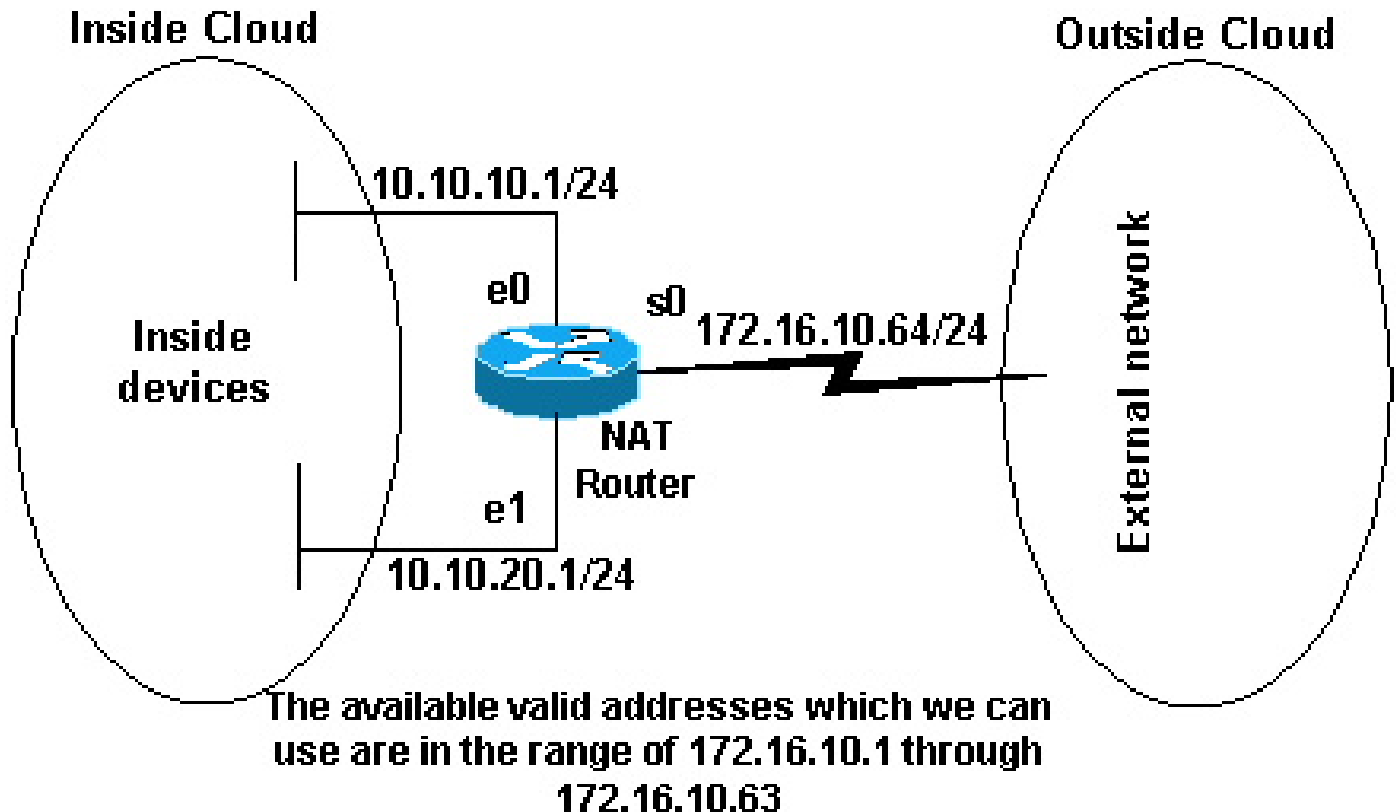 Inside Cloud
Outside Cloud
10.10.10.1/24
e0
s0
172.16.10.64/24
Inside
devices
External network
NAT
Router
e1
10.10.20.1/24
The available valid addresses which we can
use are in the range of 172.16.10.1 through
172.16.10.63